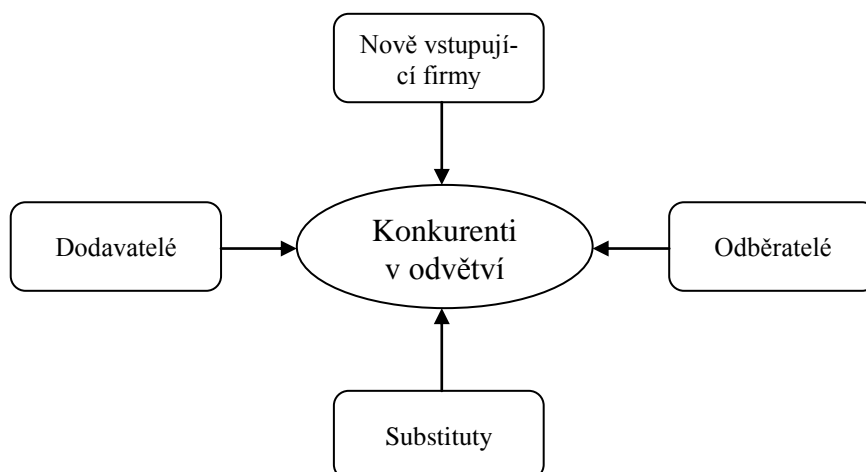 Nově vstupují-
cí firmy
Dodavatelé
Konkurenti
v odvětví
Odběratelé
Substituty